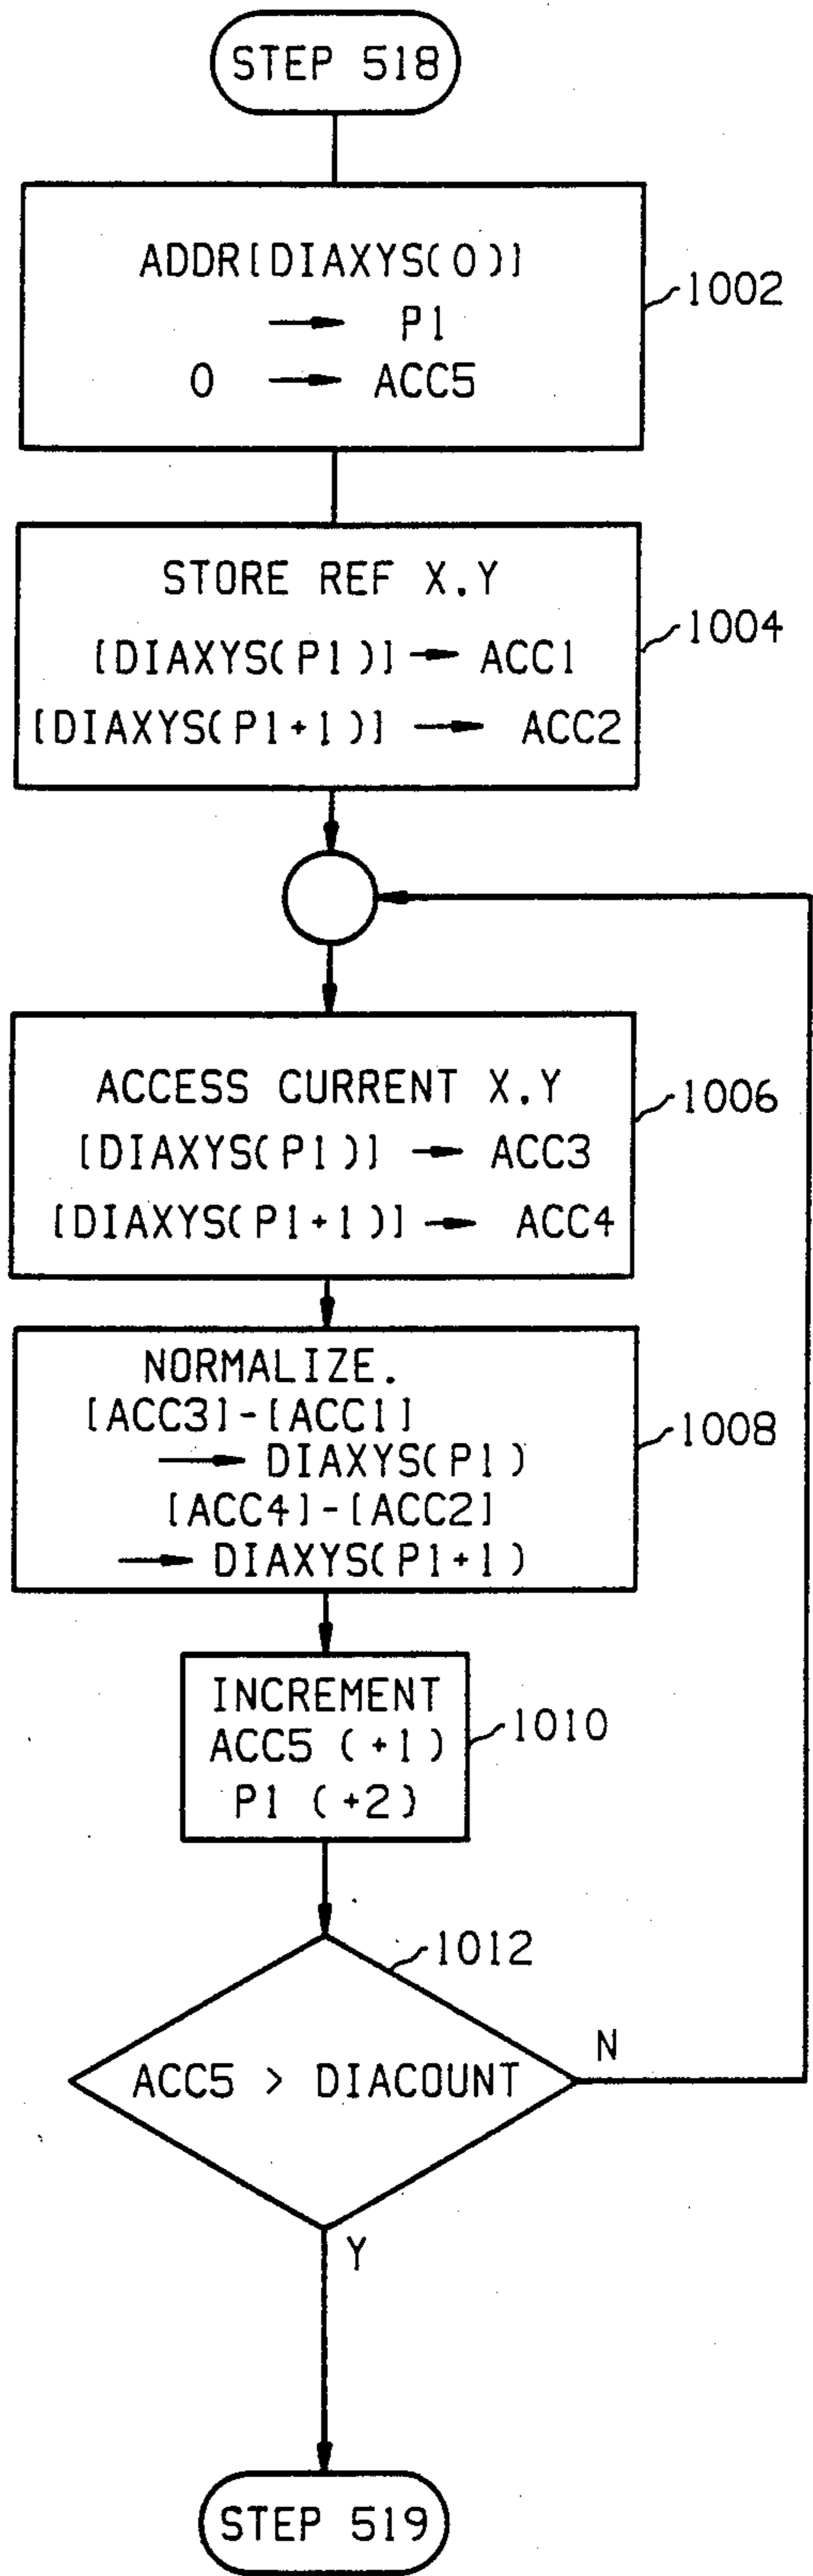 STEP 518
ADDR[DIAXYS(0)]
→ P1
0 → ACC5
1002
STORE REF X.Y
[DIAXYS(P1)] → ACC1
[DIAXYS(P1+1)] → ACC2
1004
ACCESS CURRENT X.Y
[DIAXYS(P1)] → ACC3
[DIAXYS(P1+1)] → ACC4
1006
NORMALIZE.
[ACC3]-[ACC1]
→ DIAXYS(P1)
[ACC4]-[ACC2]
→ DIAXYS(P1+1)
1008
INCREMENT
ACC5 (+1)
P1 (+2)
1010
1012
ACC5 > DIACOUNT
N
Y
STEP 519